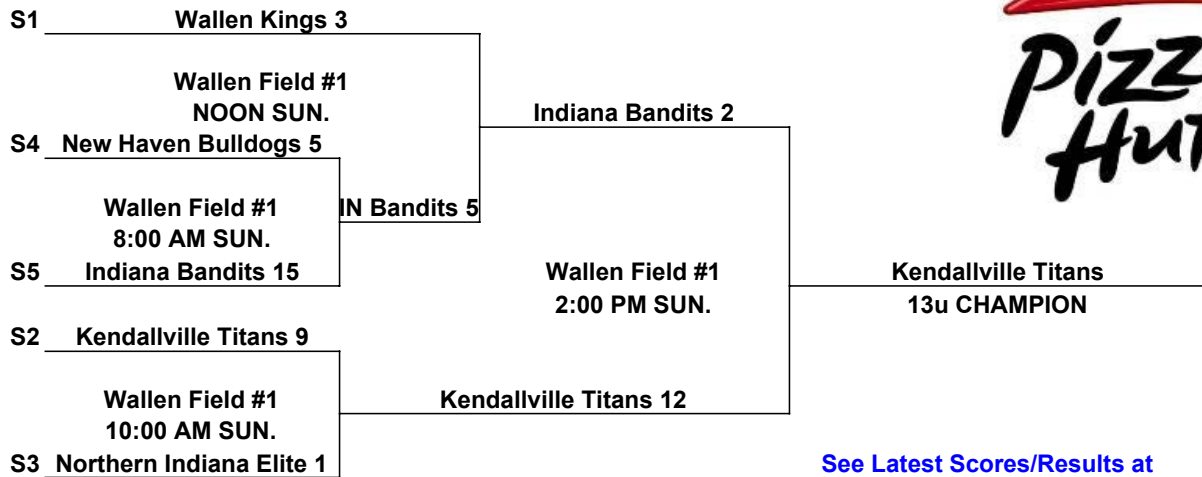 S1 Wallen Kings 3
Wallen Field #1
NOON SUN.
Indiana Bandits 2
S4 New Haven Bulldogs 5
Wallen Field #1
IN Bandits 5
8:00 AM SUN.
S5 Indiana Bandits 15
Wallen Field #1
2:00 PM SUN.
Kendallville Titans
13u CHAMPION
S2 Kendallville Titans 9
Wallen Field #1
10:00 AM SUN.
Kendallville Titans 12
S3 Northern Indiana Elite 1
See Latest Scores/Results at